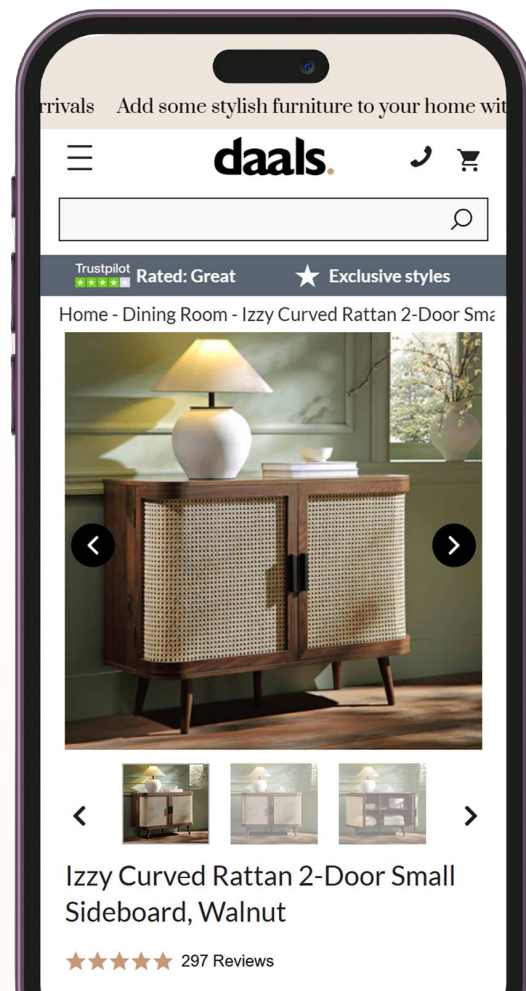 rrivals Add some stylish furniture to your home wit
daals.
Trustpilot Rated: Great Exclusive styles
Home - Dining Room - Izzy Curved Rattan 2-Door Sma
Izzy Curved Rattan 2-Door Small
Sideboard, Walnut
297 Reviews